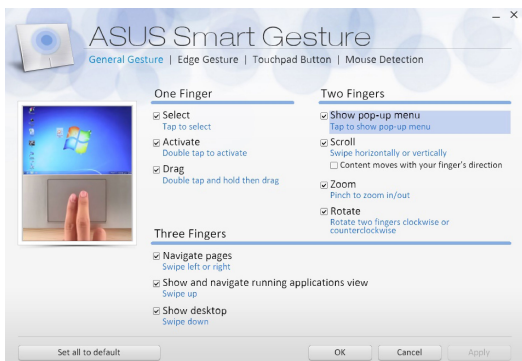 ASUS Smart Gesture
General Gesture | Edge Gesture | Touchpad Button | Mouse Detection
One Finger
Select
Tap to select
Activate
Double tap to activate
Drag
Double tap and hold then drag
Two Fingers
Show pop-up menu
Tap to show pop-up menu
Scroll
Swipe horizontally or vertically
Content moves with your finger's direction
Zoom
Pinch to zoom in/out
Rotate
Rotate two fingers clockwise or
counterclockwise
Three Fingers
Navigate pages
Swipe left or right
Show and navigate running applications view
Swipe up
Show desktop
Swipe down
Set all to default
OK
Cancel
Apply